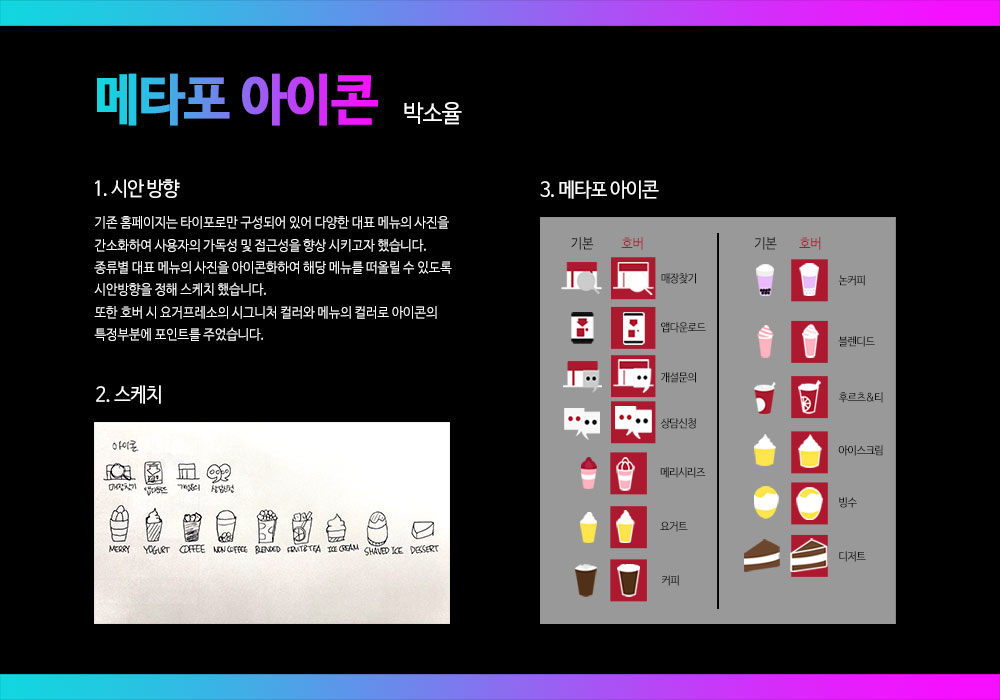 메타포 아이콘 박소율
1. 시안 방향
기존 홈페이지는 타이포로만 구성되어 있어 다양한 대표 메뉴의 사진을
간소화하여 사용자의 가독성 및 접근성을 향상 시키고자 했습니다.
종류별 대표 메뉴의 사진을 아이콘화하여 해당 메뉴를 떠올릴 수 있도록
시안방향을 정해 스케치 했습니다.
또한 호버 시 요거프레소의 시그니처 컬러와 메뉴의 컬러로 아이콘의
특정부분에 포인트를 주었습니다.
2. 스케치
아이콘
매장찾기 앱다운로드 개설문의 상담신청
MERRY YOGURT COFFEE NON COFFEE BLENDED FRUIT&TEA ICE CREAM SHAVED ICE DESSERT
3. 메타포 아이콘
기본 호버
매장찾기
앱다운로드
개설문의
상담신청
메리시리즈
요거트
커피
기본 호버
논커피
블렌디드
후르츠&티
아이스크림
빙수
디저트